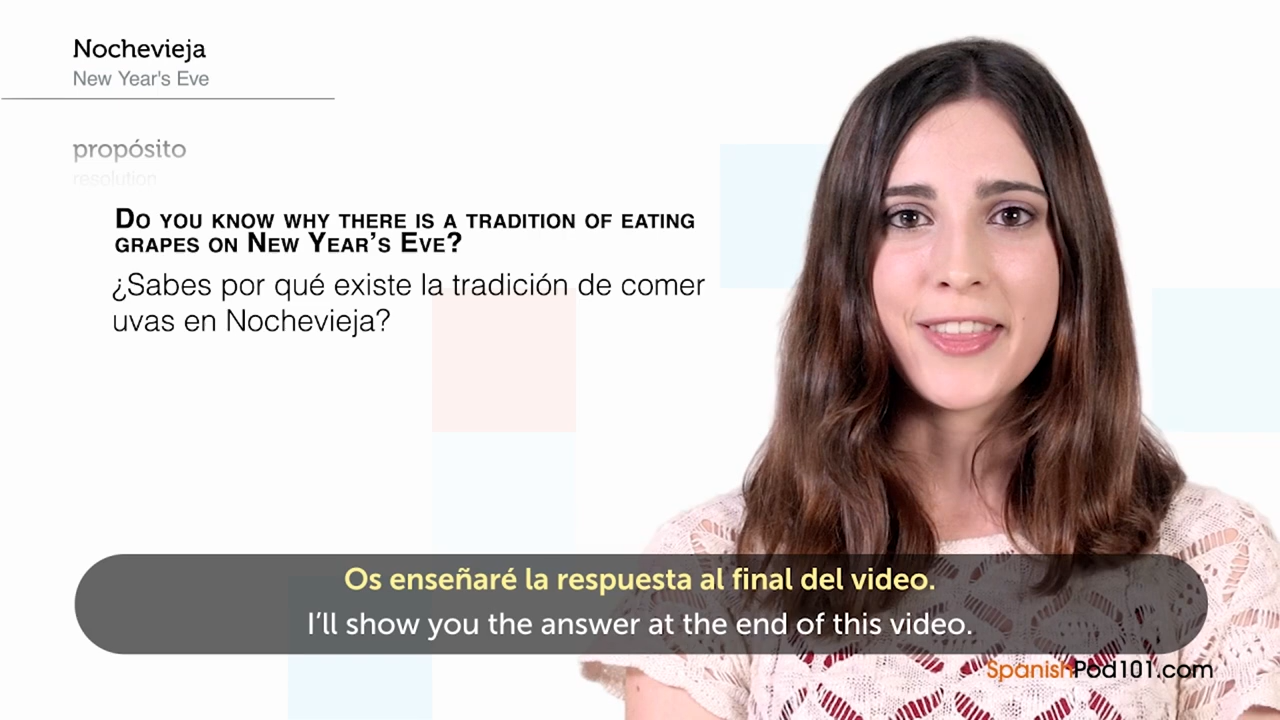 Nochevieja
New Year's Eve
propósito
resolution
Do you know why there is a tradition of eating
grapes on New Year's Eve?
¿Sabes por qué existe la tradición de comer
uvas en Nochevieja?
Os enseñaré la respuesta al final del video.
I'll show you the answer at the end of this video.
SpanishPod101.com